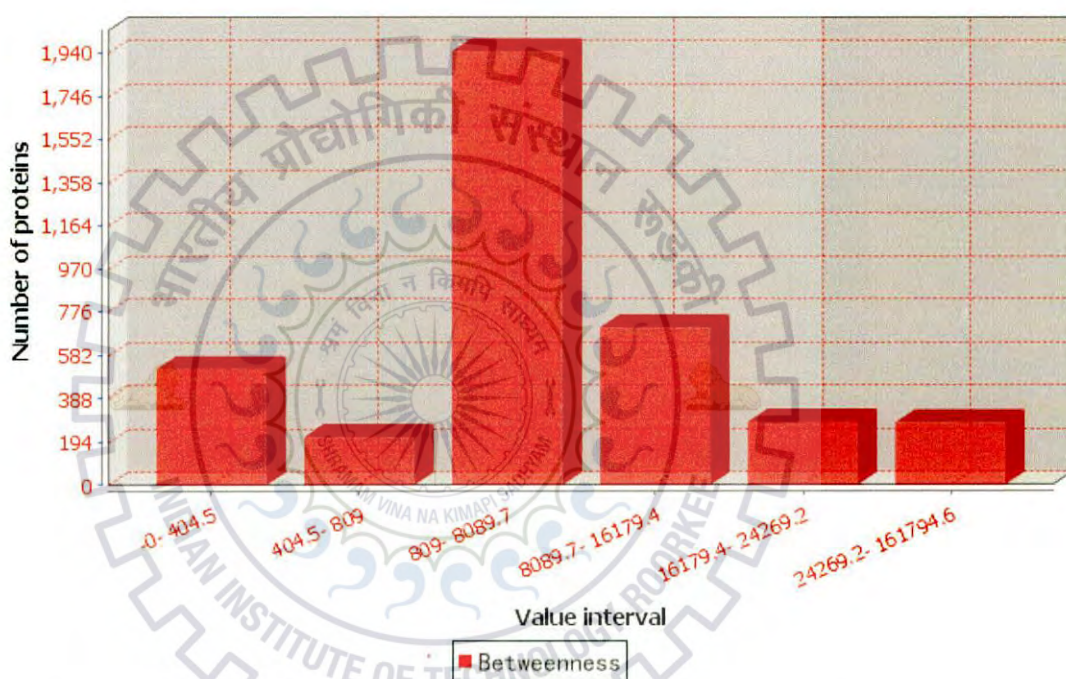 Number of proteins
1,940
1,746
1,552
1,358
1,164
970
776
582
388
194
0
-0- 404.5
404.5- 809
809- 8089.7
8089.7- 16179.4
16179.4- 24269.2
24269.2- 161794.6
Value interval
Betweenness
भारतीय प्रौद्योगिकी संस्थान रूड़की
श्रमं विना न किमपि साध्यम्
SHRAMAM VINA NA KIMAPI SADHYAM
INDIAN INSTITUTE OF TECHNOLOGY ROORKEE